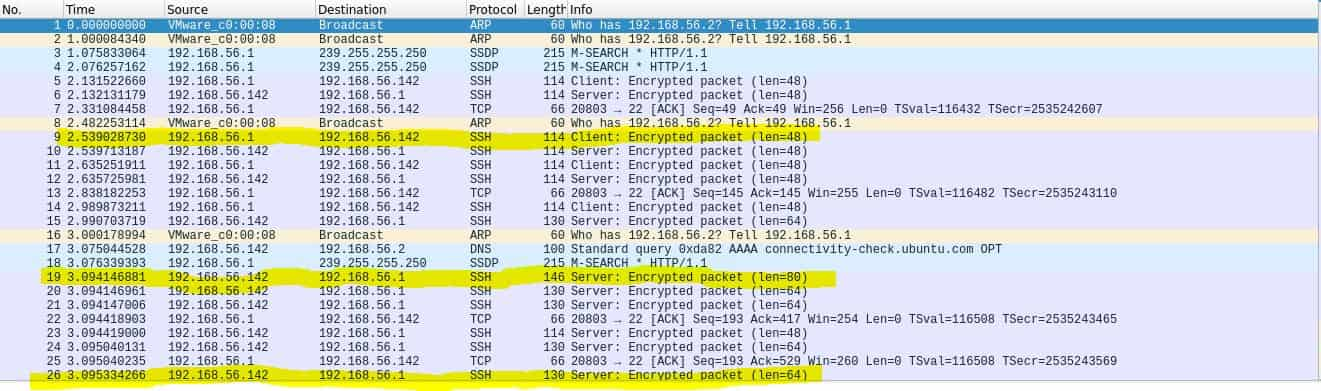 No. Time Source Destination Protocol Length Info
1 0.000000000 VMware_c0:00:08 Broadcast ARP 60 Who has 192.168.56.2? Tell 192.168.56.1
2 1.000084340 VMware_c0:00:08 Broadcast ARP 60 Who has 192.168.56.2? Tell 192.168.56.1
3 1.075833064 192.168.56.1 239.255.255.250 SSDP 215 M-SEARCH * HTTP/1.1
4 2.076257162 192.168.56.1 239.255.255.250 SSDP 215 M-SEARCH * HTTP/1.1
5 2.131522660 192.168.56.1 192.168.56.142 SSH 114 Client: Encrypted packet (len=48)
6 2.132131179 192.168.56.142 192.168.56.1 SSH 114 Server: Encrypted packet (len=48)
7 2.331084458 192.168.56.1 192.168.56.142 TCP 66 20803 → 22 [ACK] Seq=49 Ack=49 Win=256 Len=0 TSval=116432 TSecr=2535242607
8 2.482253114 VMware_c0:00:08 Broadcast ARP 60 Who has 192.168.56.2? Tell 192.168.56.1
9 2.539028730 192.168.56.1 192.168.56.142 SSH 114 Client: Encrypted packet (len=48)
10 2.539713187 192.168.56.142 192.168.56.1 SSH 114 Server: Encrypted packet (len=48)
11 2.635251911 192.168.56.1 192.168.56.142 SSH 114 Client: Encrypted packet (len=48)
12 2.635725981 192.168.56.142 192.168.56.1 SSH 114 Server: Encrypted packet (len=48)
13 2.838182253 192.168.56.1 192.168.56.142 TCP 66 20803 → 22 [ACK] Seq=145 Ack=145 Win=255 Len=0 TSval=116482 TSecr=2535243110
14 2.989873211 192.168.56.1 192.168.56.142 SSH 114 Client: Encrypted packet (len=48)
15 2.990703719 192.168.56.142 192.168.56.1 SSH 130 Server: Encrypted packet (len=64)
16 3.000178994 VMware_c0:00:08 Broadcast ARP 60 Who has 192.168.56.2? Tell 192.168.56.1
17 3.075044528 192.168.56.142 192.168.56.2 DNS 100 Standard query 0xda82 AAAA connectivity-check.ubuntu.com OPT
18 3.076339393 192.168.56.1 239.255.255.250 SSDP 215 M-SEARCH * HTTP/1.1
19 3.094146881 192.168.56.142 192.168.56.1 SSH 146 Server: Encrypted packet (len=80)
20 3.094146961 192.168.56.142 192.168.56.1 SSH 130 Server: Encrypted packet (len=64)
21 3.094147006 192.168.56.142 192.168.56.1 SSH 130 Server: Encrypted packet (len=64)
22 3.094418903 192.168.56.1 192.168.56.142 TCP 66 20803 → 22 [ACK] Seq=193 Ack=417 Win=254 Len=0 TSval=116508 TSecr=2535243465
23 3.094419000 192.168.56.142 192.168.56.1 SSH 114 Server: Encrypted packet (len=48)
24 3.095040131 192.168.56.142 192.168.56.1 SSH 130 Server: Encrypted packet (len=64)
25 3.095040235 192.168.56.1 192.168.56.142 TCP 66 20803 → 22 [ACK] Seq=193 Ack=529 Win=260 Len=0 TSval=116508 TSecr=2535243569
26 3.095334266 192.168.56.142 192.168.56.1 SSH 130 Server: Encrypted packet (len=64)